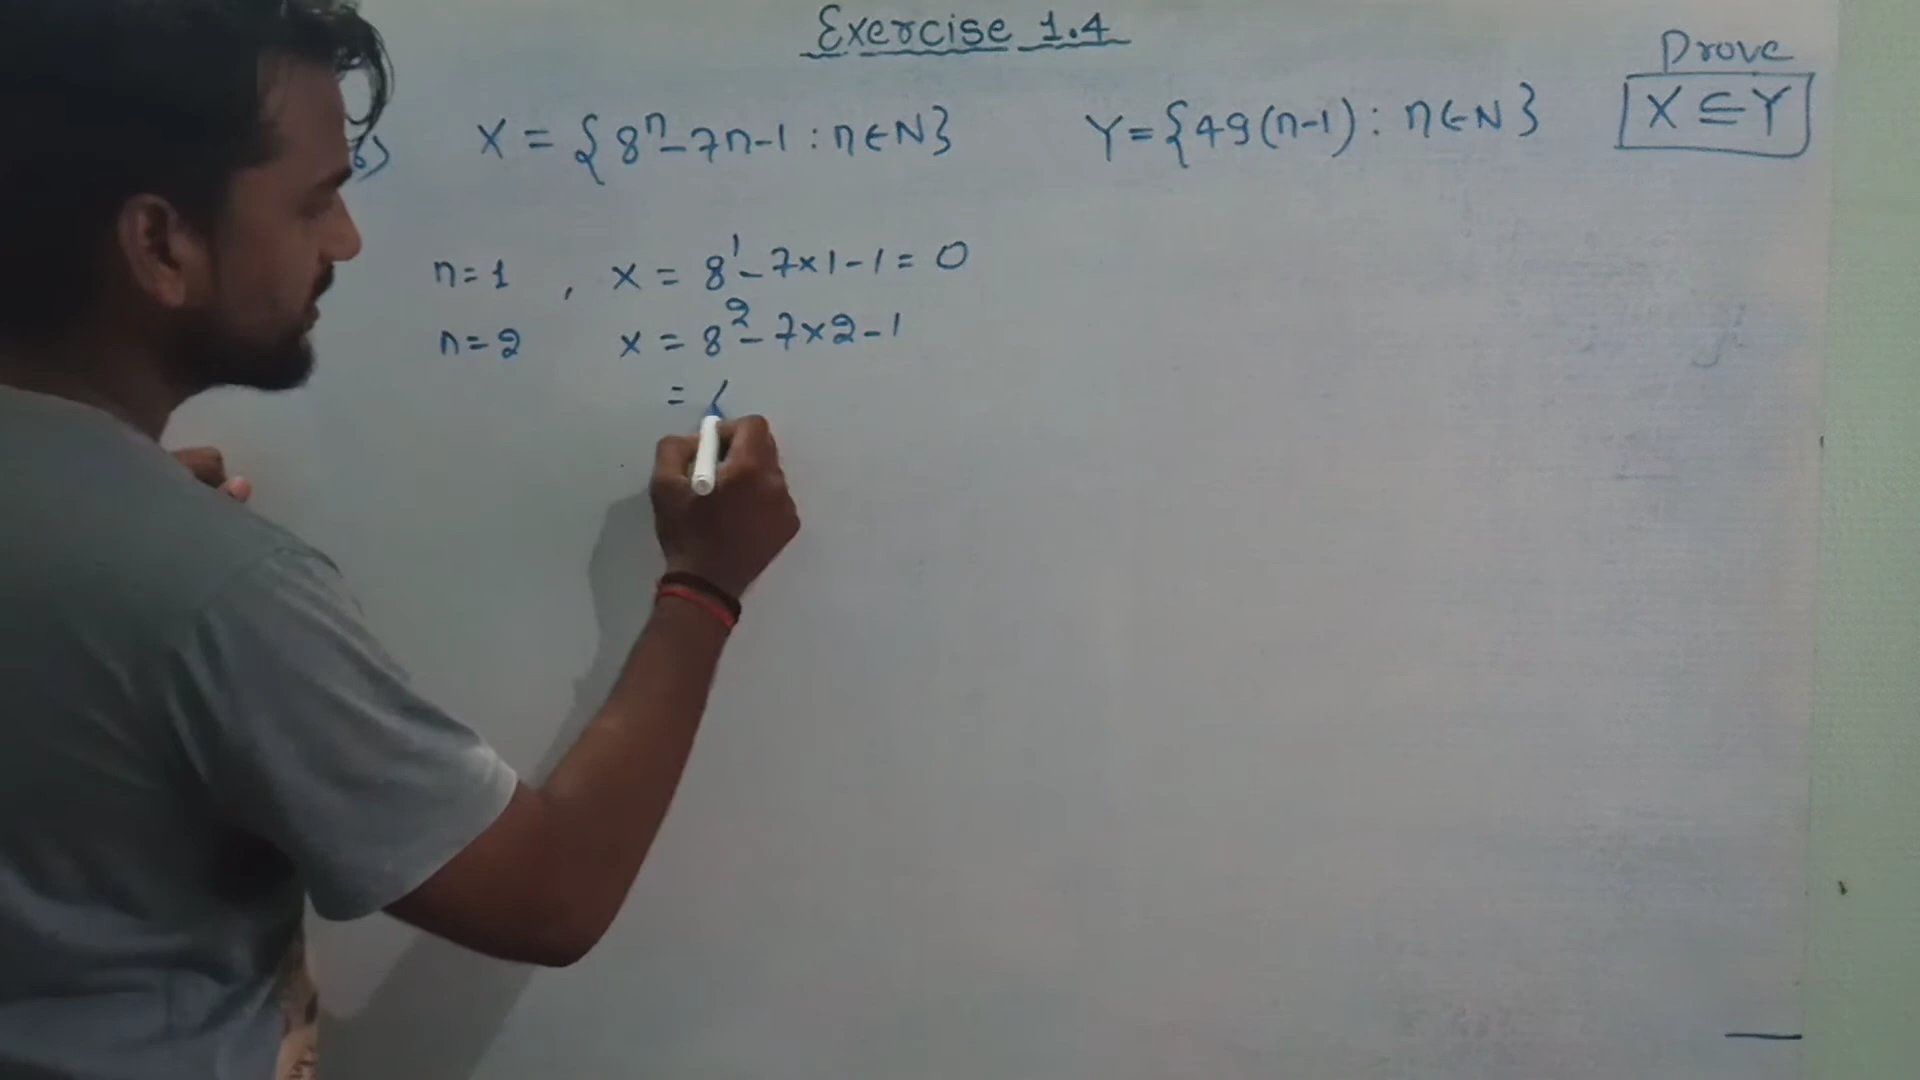 Exercise 1.4
Prove
6) X = {8ⁿ-7n-1 : n∈N} Y={49(n-1) : n∈N} X ⊆ Y
n=1 , x = 8¹-7×1-1 = 0
n=2 x = 8²-7×2-1
=